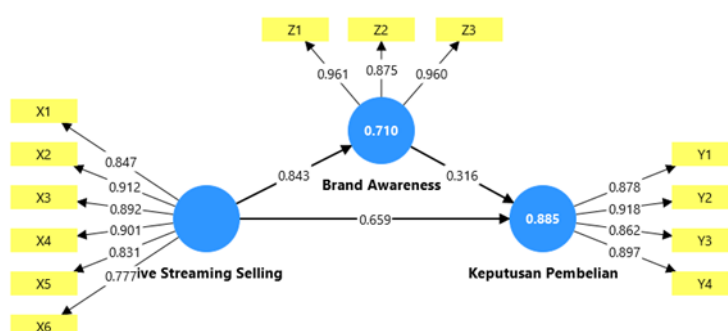 Z1 Z2 Z3
0.961 0.875 0.960
X1
0.847
0.710
X2
0.912
Brand Awareness
X3
0.892
0.843
0.316
X4
0.901
0.659
0.885
X5
0.831
X6
0.777
ive Streaming Selling
Keputusan Pembelian
Y1
0.878
Y2
0.918
Y3
0.862
Y4
0.897